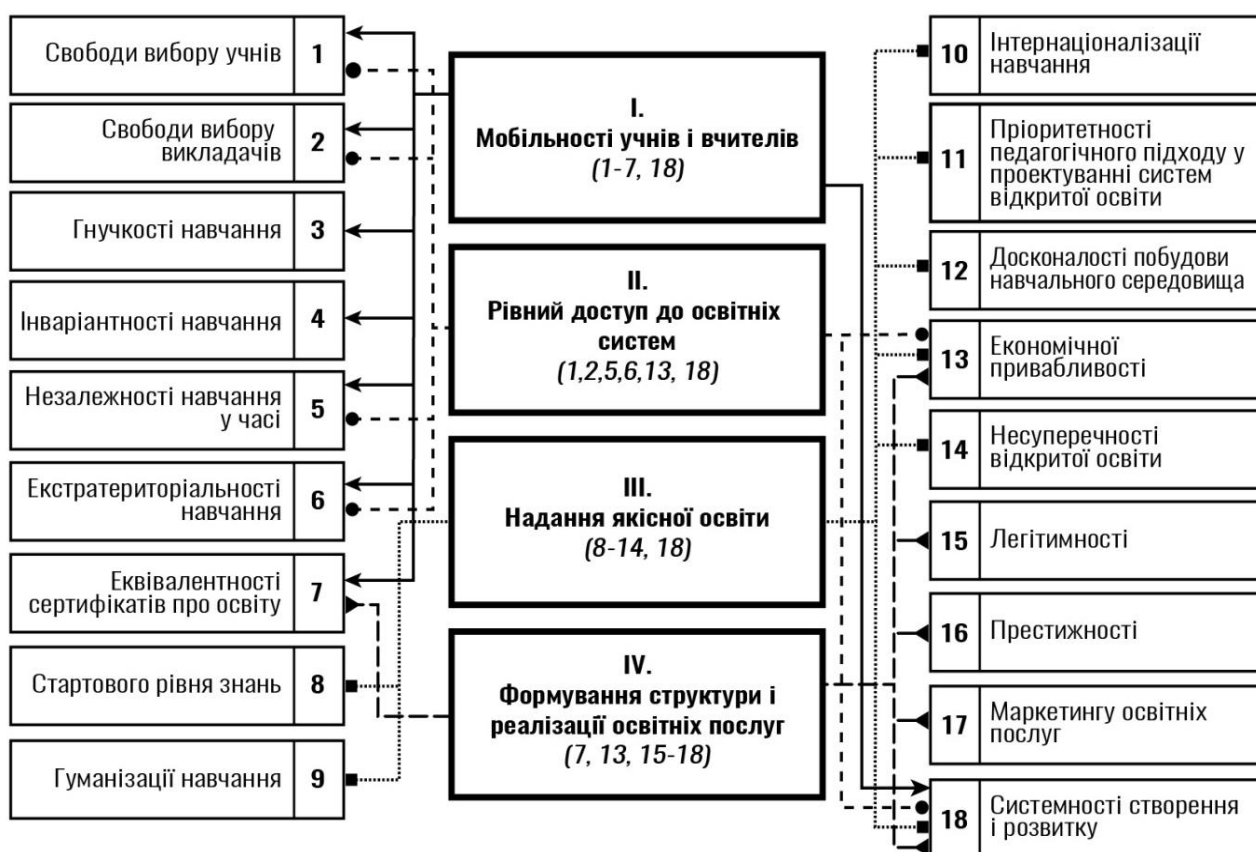 Свободи вибору учнів
1
Свободи вибору
викладачів
2
Гнучкості навчання
3
Інваріантності навчання
4
Незалежності навчання
у часі
5
Екстратериторіальності
навчання
6
Еквівалентності
сертифікатів про освіту
7
Стартового рівня знань
8
Гуманізації навчання
9
I.
Мобільності учнів і вчителів
(1-7, 18)
II.
Рівний доступ до освітніх
систем
(1,2,5,6,13, 18)
III.
Надання якісної освіти
(8-14, 18)
IV.
Формування структури і
реалізації освітніх послуг
(7, 13, 15-18)
10
Інтернаціоналізації
навчання
11
Пріоритетності
педагогічного підходу у
проектуванні систем
відкритої освіти
12
Досконалості побудови
навчального середовища
13
Економічної
привабливості
14
Несуперечності
відкритої освіти
15
Легітимності
16
Престижності
17
Маркетингу освітніх
послуг
18
Системності створення
і розвитку